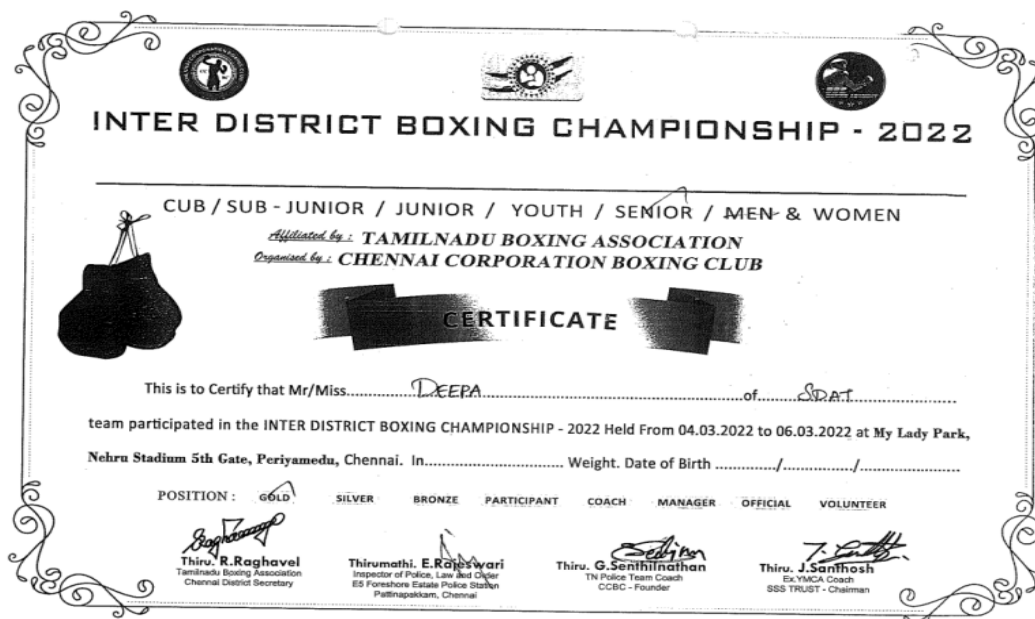 INTER DISTRICT BOXING CHAMPIONSHIP - 2022
CUB / SUB - JUNIOR / JUNIOR / YOUTH / SENIOR / MEN & WOMEN
Affiliated by : TAMILNADU BOXING ASSOCIATION
Organised by : CHENNAI CORPORATION BOXING CLUB
CERTIFICATE
This is to Certify that Mr/Miss.............DEEPA.............of........SDAT........
team participated in the INTER DISTRICT BOXING CHAMPIONSHIP - 2022 Held From 04.03.2022 to 06.03.2022 at My Lady Park,
Nehru Stadium 5th Gate, Periyamedu, Chennai. In............................ Weight. Date of Birth ............/............../....................
POSITION : GOLD SILVER BRONZE PARTICIPANT COACH MANAGER OFFICIAL VOLUNTEER
Thiru. R.Raghavel
Tamilnadu Boxing Association
Chennai District Secretary
Thirumathi. E.Rajeswari
Inspector of Police, Law and Order
E5 Foreshore Estate Police Station
Pattinapakkam, Chennai
Thiru. G.Senthilnathan
TN Police Team Coach
CCBC - Founder
Thiru. J.Santhosh
Ex.YMCA Coach
SSS TRUST - Chairman